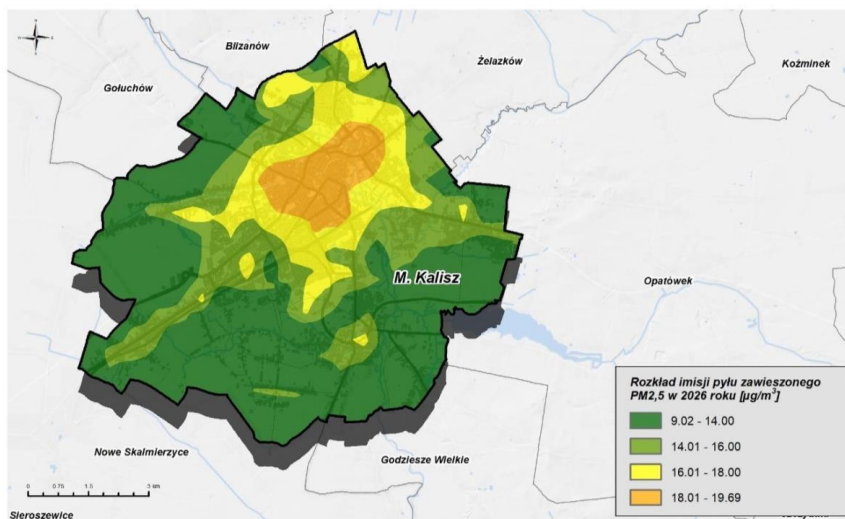 Blizanów
Żelazków
Koźminek
Gołuchów
M. Kalisz
Opatówek
Rozkład imisji pyłu zawieszonego
PM2,5 w 2026 roku [µg/m³]
9.02 - 14.00
14.01 - 16.00
16.01 - 18.00
18.01 - 19.69
Nowe Skalmierzyce
Godziesze Wielkie
0 0.75 1.5 3 km
Sieroszewice